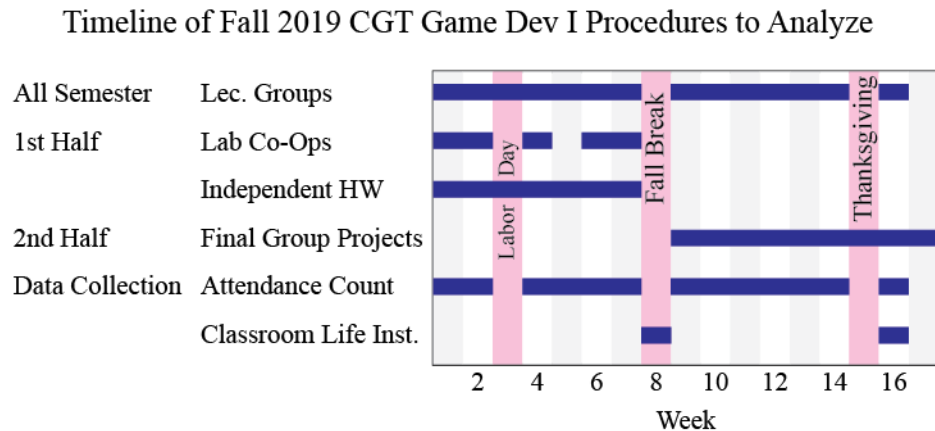 Timeline of Fall 2019 CGT Game Dev I Procedures to Analyze
All Semester Lec. Groups
1st Half Lab Co-Ops
Independent HW
2nd Half Final Group Projects
Data Collection Attendance Count
Classroom Life Inst.
Labor Day
Fall Break
Thanksgiving
2 4 6 8 10 12 14 16
Week